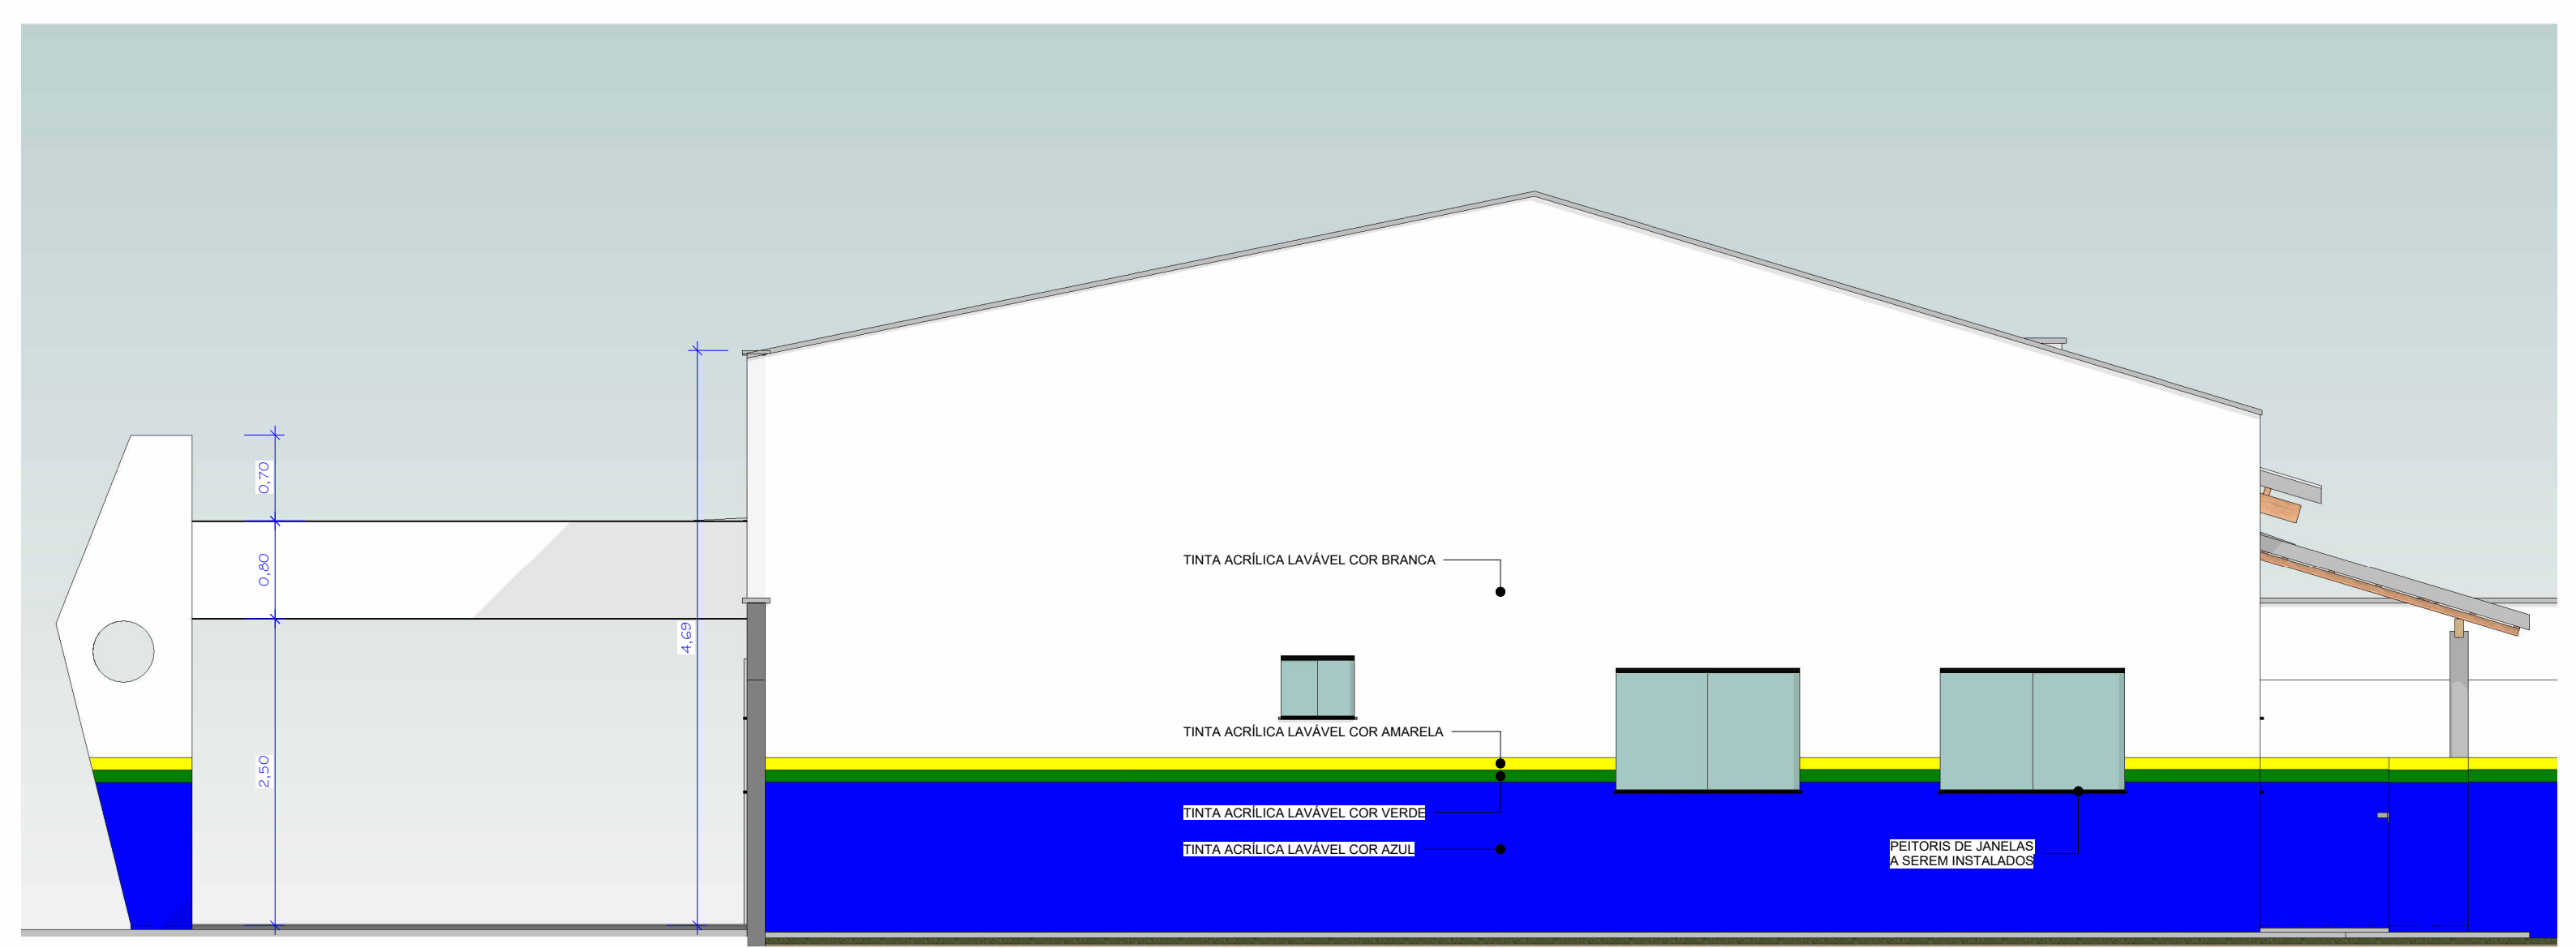 0,70
0,80
2,50
4,69
TINTA ACRÍLICA LAVÁVEL COR BRANCA
TINTA ACRÍLICA LAVÁVEL COR AMARELA
TINTA ACRÍLICA LAVÁVEL COR VERDE
TINTA ACRÍLICA LAVÁVEL COR AZUL
PEITORIS DE JANELAS
A SEREM INSTALADOS